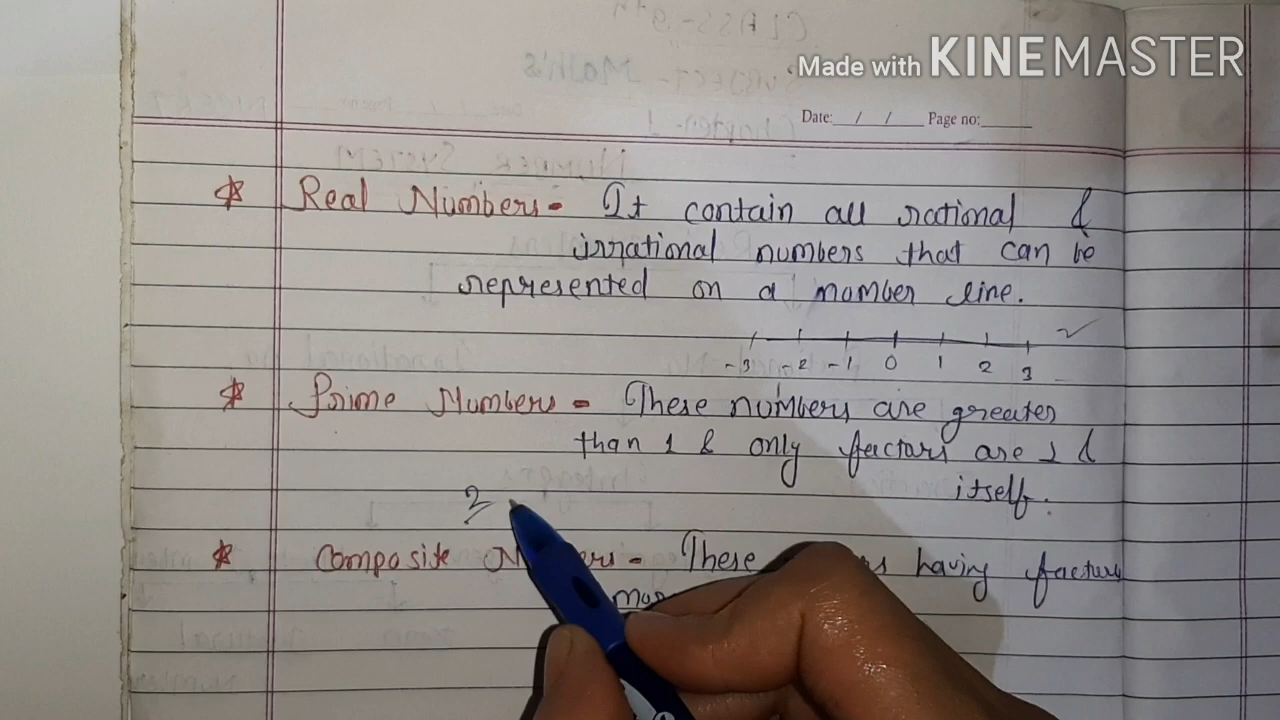 Made with KINEMASTER
Date: / / Page no:
Real Numbers - It contain all rational &
irrational numbers that can be
represented on a number line.
-3 -2 -1 0 1 2 3
Prime Numbers - These numbers are greater
than 1 & only factors are 1 &
itself.
2
Composite - These having factors